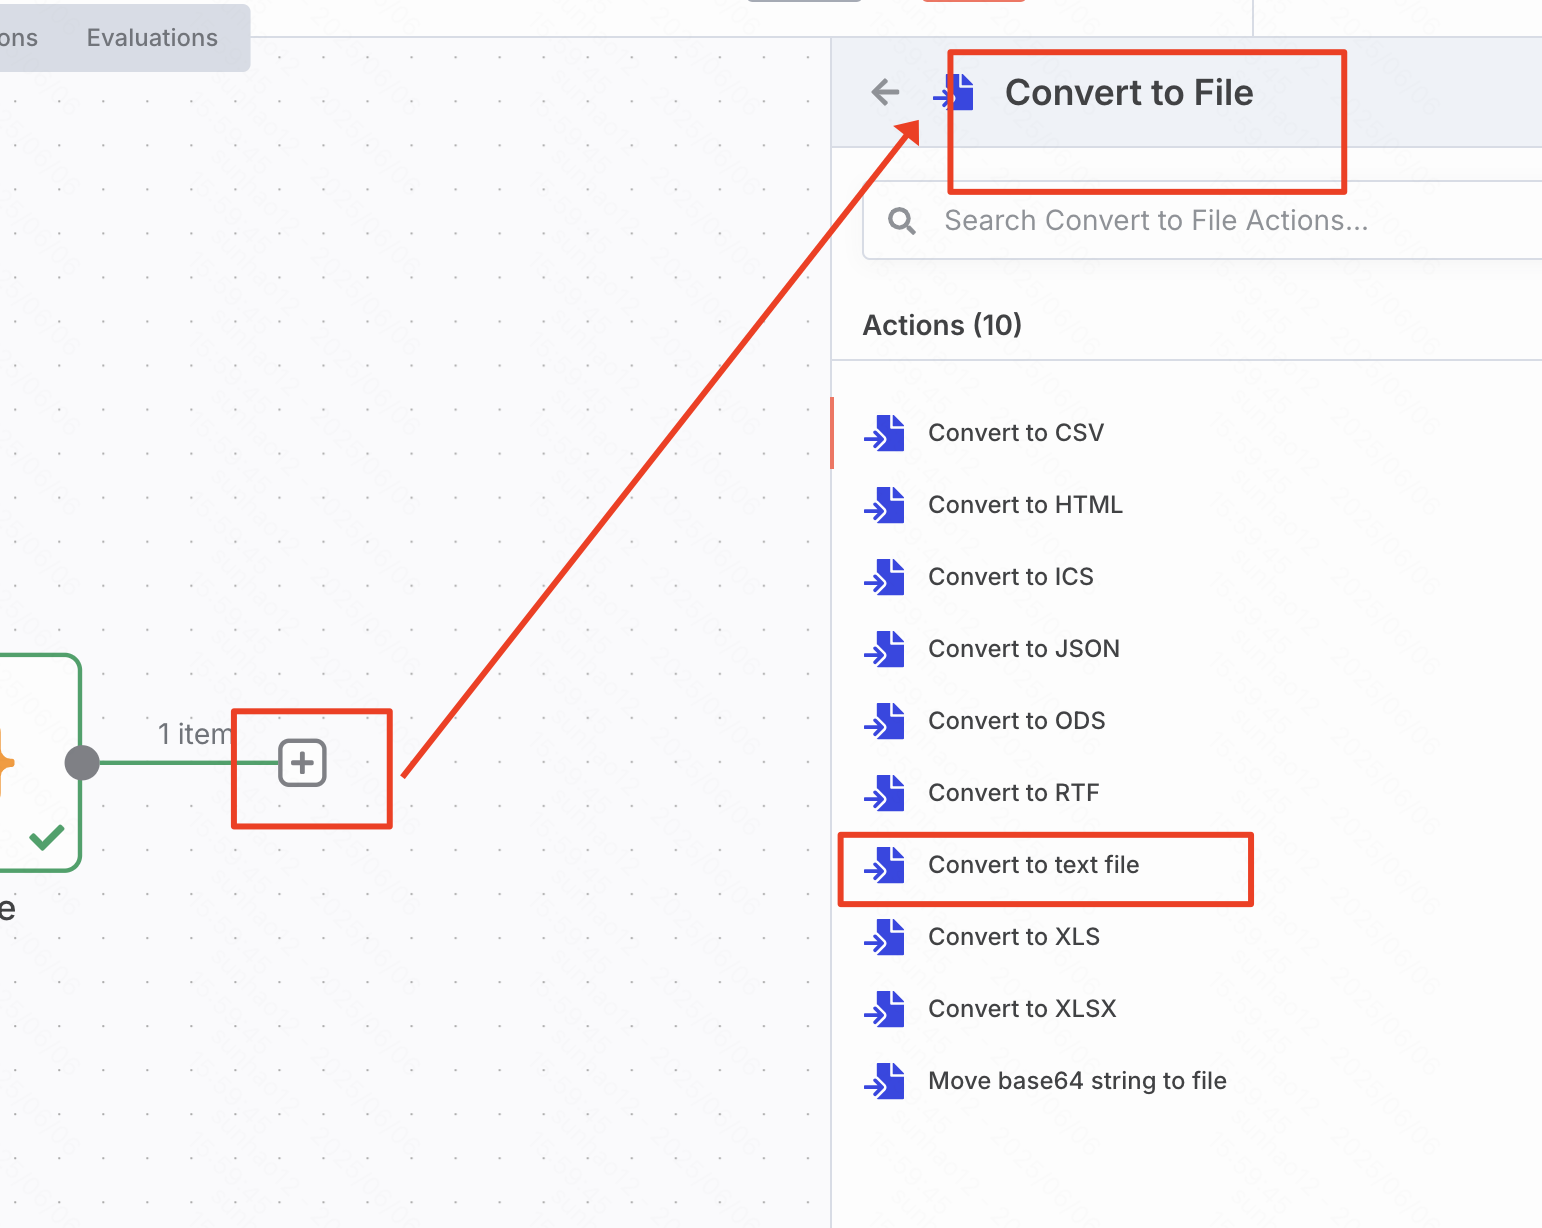 ons Evaluations
Convert to File
Search Convert to File Actions...
Actions (10)
Convert to CSV
Convert to HTML
Convert to ICS
Convert to JSON
Convert to ODS
Convert to RTF
1 item
Convert to text file
e
Convert to XLS
Convert to XLSX
Move base64 string to file